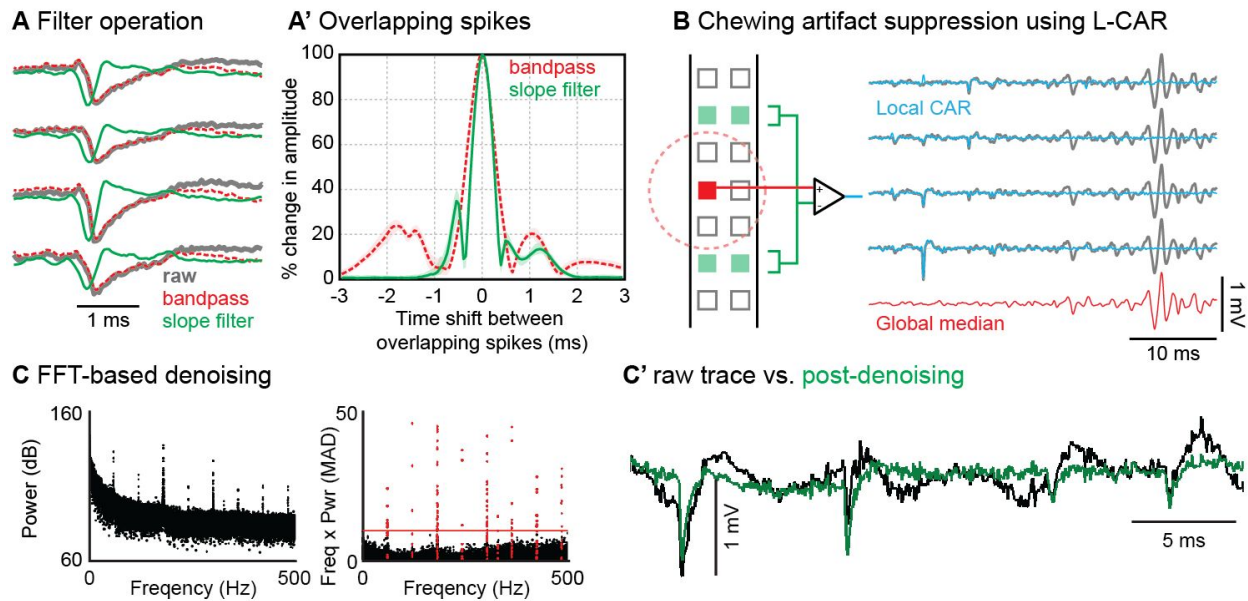 A Filter operation
raw
bandpass
slope filter
1 ms
A' Overlapping spikes
% change in amplitude
100
80
60
40
20
0
bandpass
slope filter
-3 -2 -1 0 1 2 3
Time shift between
overlapping spikes (ms)
B Chewing artifact suppression using L-CAR
+
-
Local CAR
Global median
1 mV
10 ms
C FFT-based denoising
Power (dB)
160
60
0 500
Freqency (Hz)
Freq x Pwr (MAD)
50
0
0 500
Freqency (Hz)
C' raw trace vs. post-denoising
1 mV
5 ms